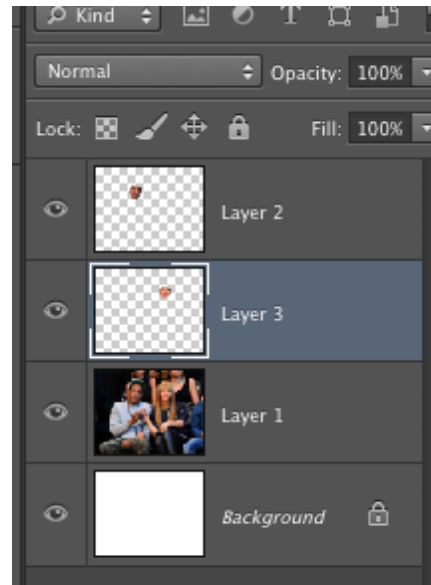 Kind
Normal Opacity: 100%
Lock: Fill: 100%
Layer 2
Layer 3
Layer 1
Background